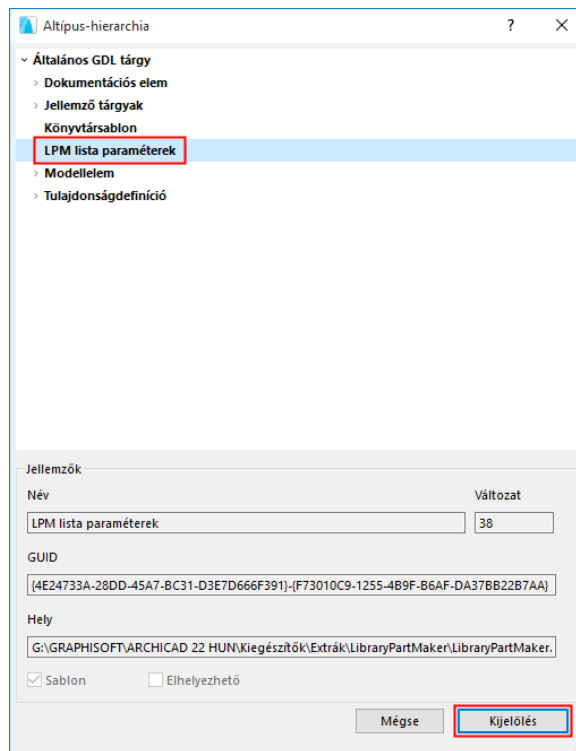 Altípus-hierarchia
?
Általános GDL tárgy
Dokumentációs elem
Jellemző tárgyak
Könyvtársablon
LPM lista paraméterek
Modellelem
Tulajdonságdefiníció
Jellemzők
Név Változat
LPM lista paraméterek 38
GUID
{4E24733A-28DD-45A7-BC31-D3E7D666F391}-{F73010C9-1255-4B9F-B6AF-DA37BB22B7AA}
Hely
G:\GRAPHISOFT\ARCHICAD 22 HUN\Kiegészítők\Extrák\LibraryPartMaker\LibraryPartMaker.
Sablon Elhelyezhető
Mégse Kijelölés